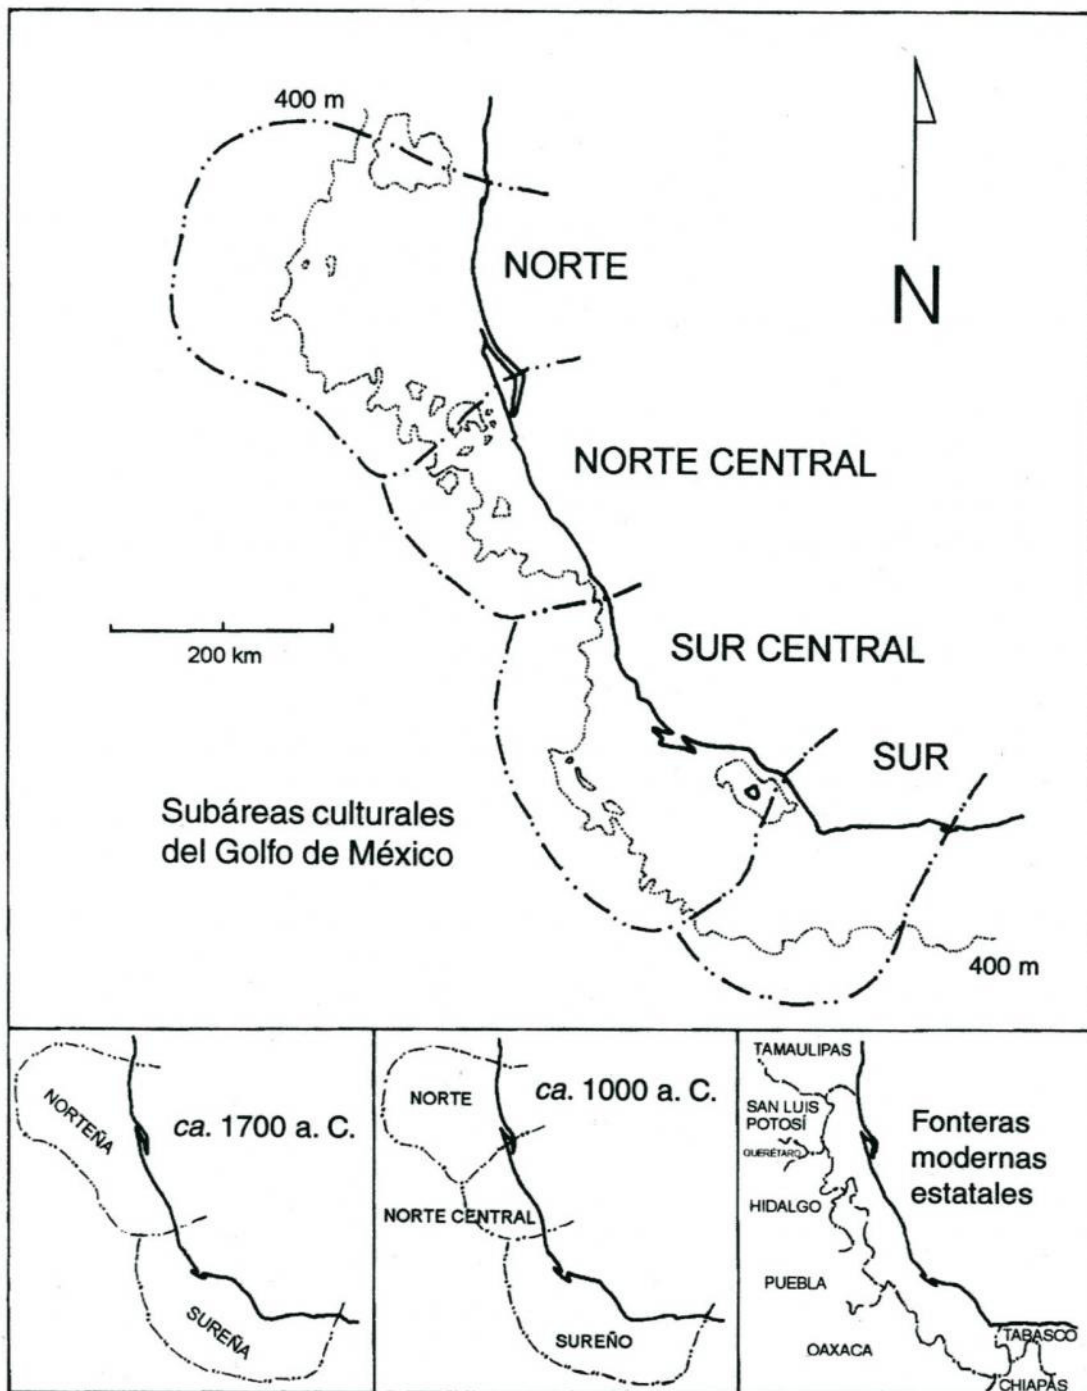 400 m
NORTE
N
NORTE CENTRAL
200 km
SUR CENTRAL
SUR
Subáreas culturales
del Golfo de México
400 m
NORTEÑA
ca. 1700 a. C.
SUREÑA
NORTE
ca. 1000 a. C.
NORTE CENTRAL
SUREÑO
TAMAULIPAS
SAN LUIS
POTOSÍ
QUERÉTARO
HIDALGO
PUEBLA
OAXACA
Fonteras
modernas
estatales
TABASCO
CHIAPAS